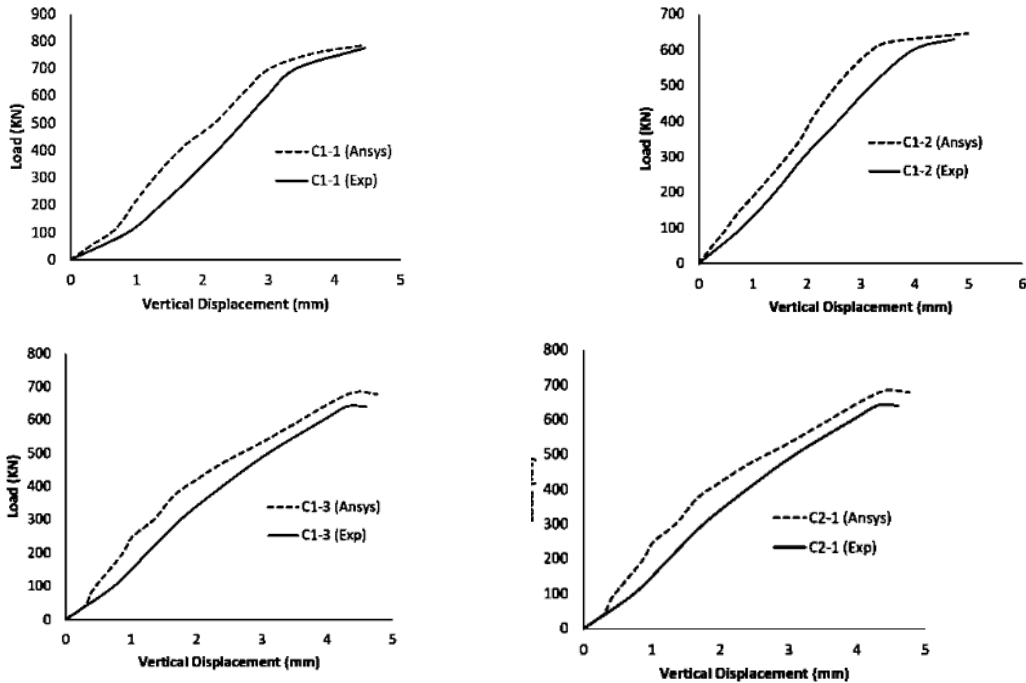 900
800
700
600
500
400
300
200
100
0
Load (KN)
C1-1 (Ansys)
C1-1 (Exp)
0 1 2 3 4 5
Vertical Displacement (mm)
700
600
500
400
300
200
100
0
Load (KN)
C1-2 (Ansys)
C1-2 (Exp)
0 1 2 3 4 5 6
Vertical Displacement (mm)
800
700
600
500
400
300
200
100
0
Load (KN)
C1-3 (Ansys)
C1-3 (Exp)
0 1 2 3 4 5
Vertical Displacement (mm)
800
700
600
500
400
300
200
100
0
C2-1 (Ansys)
C2-1 (Exp)
0 1 2 3 4 5
Vertical Displacement (mm)